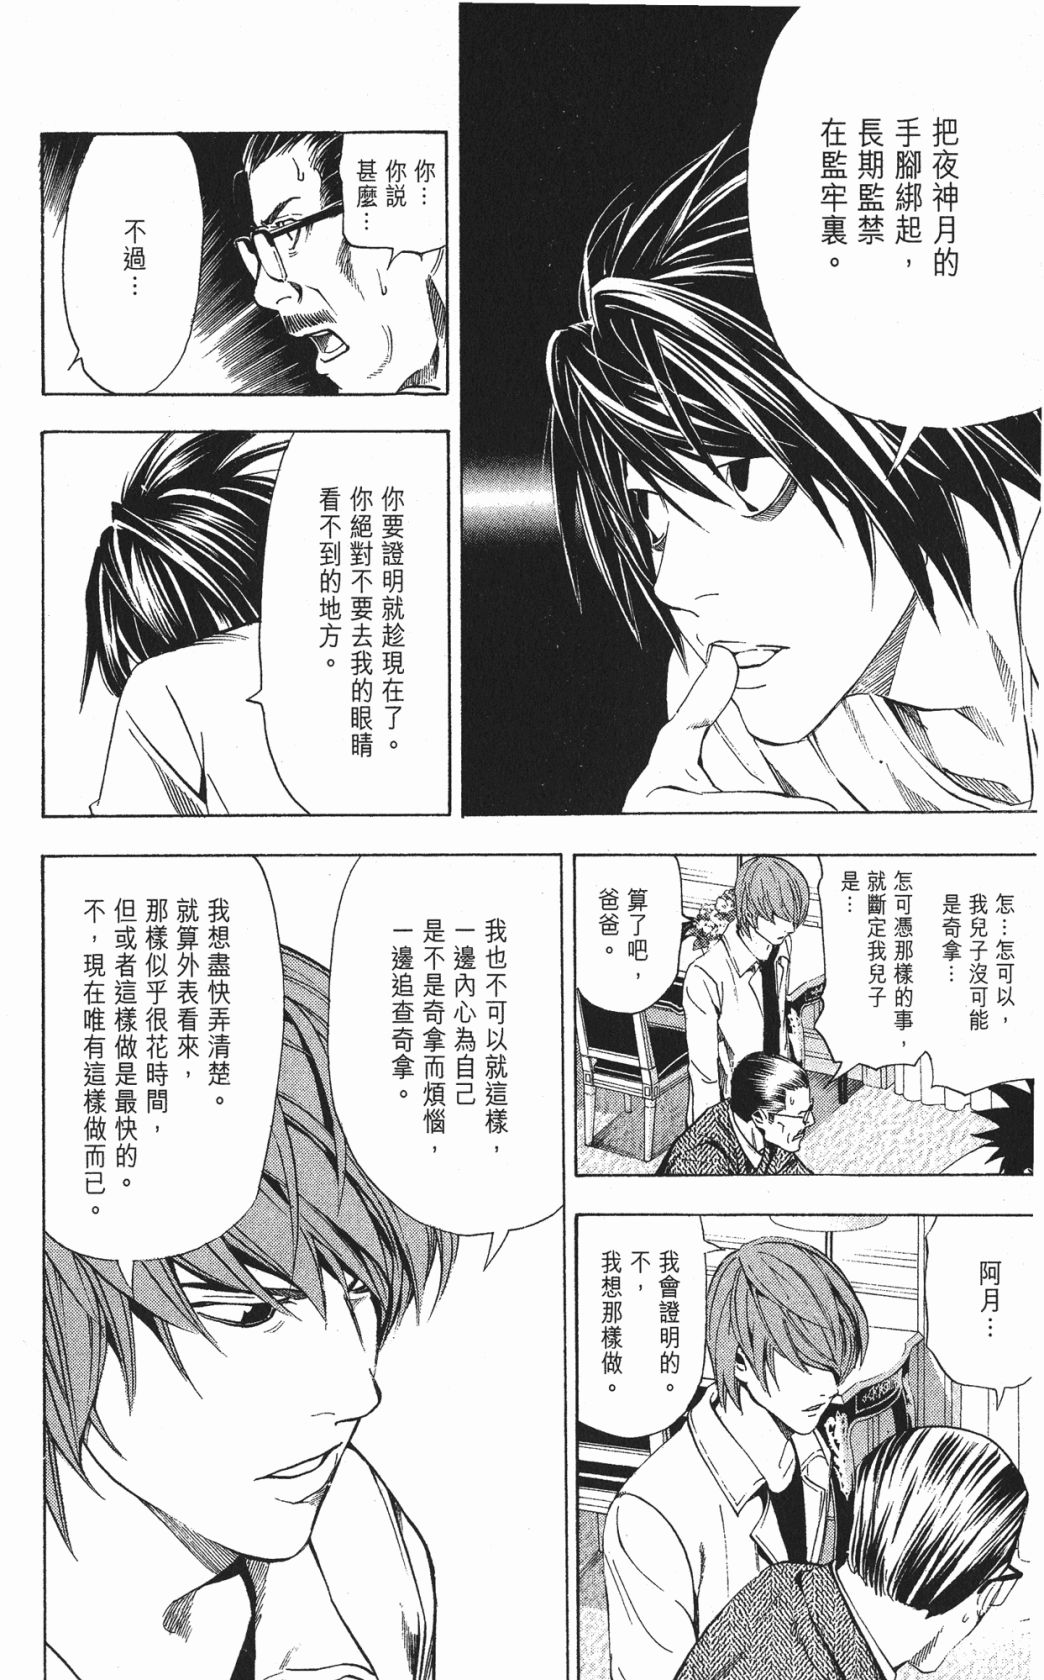 把夜神月的
手腳綁起，
長期監禁
在監牢裏。
你…
你説
甚麼…
不過…
你要證明就趁現在了。
你絕對不要去我的眼睛
看不到的地方。
怎…怎可以，
我兒子沒可能
是奇拿…
怎可憑那樣的事，
就斷定我兒子
是…
算了吧，
爸爸。
阿月…
我會證明的。
不，
我想那樣做。
我也不可以就這樣，
一邊內心為自己
是不是奇拿而煩惱，
一邊追查奇拿。
我想盡快弄清楚。
就算外表看來，
那樣似乎很花時間，
但或者這樣做是最快的。
不，現在唯有這樣做而已。